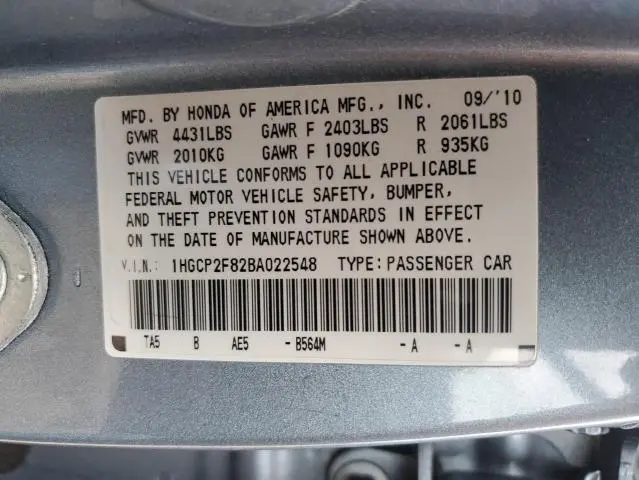 MFD. BY HONDA OF AMERICA MFG., INC. 09/'10
GVWR 4431LBS GAWR F 2403LBS R 2061LBS
GVWR 2010KG GAWR F 1090KG R 935KG
THIS VEHICLE CONFORMS TO ALL APPLICABLE
FEDERAL MOTOR VEHICLE SAFETY, BUMPER,
AND THEFT PREVENTION STANDARDS IN EFFECT
ON THE DATE OF MANUFACTURE SHOWN ABOVE.
V.I.N.: 1HGCP2F82BA022548 TYPE: PASSENGER CAR
TA5 B AE5 - B564M - A - A